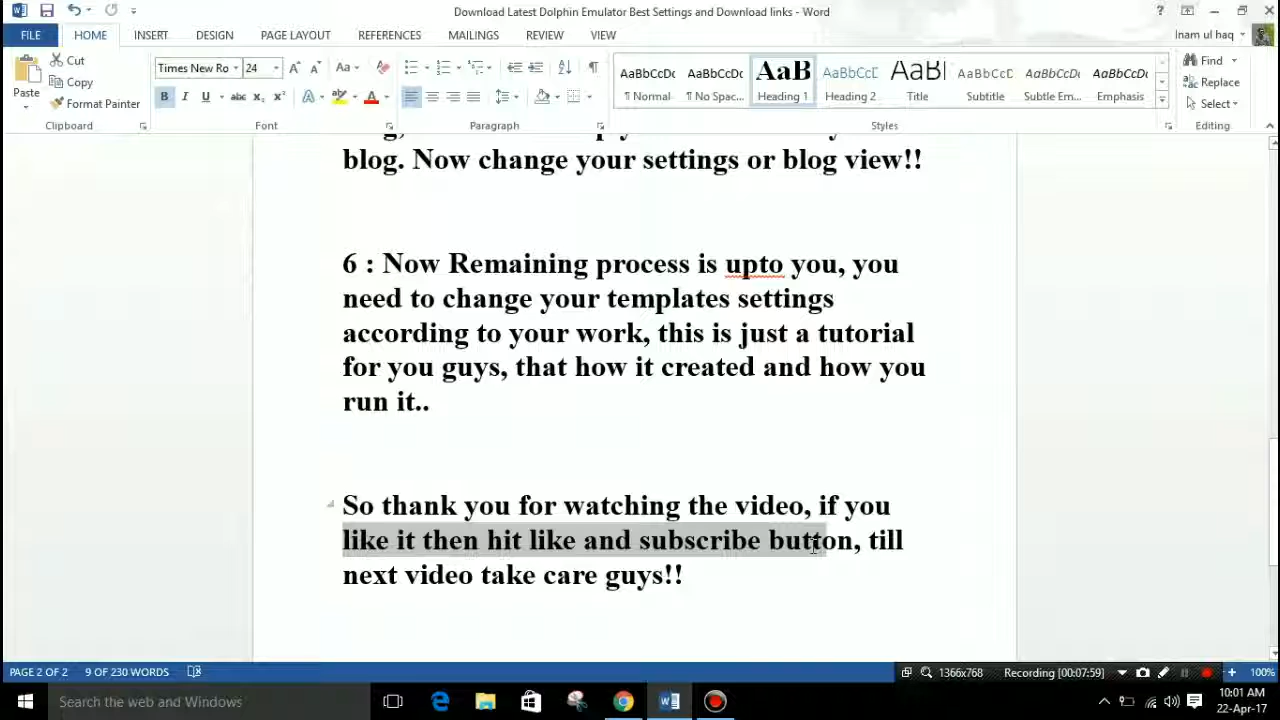 Download Latest Dolphin Emulator Best Settings and Download links - Word
FILE HOME INSERT DESIGN PAGE LAYOUT REFERENCES MAILINGS REVIEW VIEW Inam ul haq
Paste Cut Copy Format Painter
Times New Ro 24
AaBbCcDc AaBbCcDc AaB AaBbCcC AaB AaBbCcD AaBbCcDc AaBbCcDc
¶ Normal ¶ No Spac... Heading 1 Heading 2 Title Subtitle Subtle Em... Emphasis
Find Replace Select
Clipboard Font Paragraph Styles Editing
blog. Now change your settings or blog view!!
6 : Now Remaining process is upto you, you
need to change your templates settings
according to your work, this is just a tutorial
for you guys, that how it created and how you
run it..
So thank you for watching the video, if you
like it then hit like and subscribe button, till
next video take care guys!!
PAGE 2 OF 2 9 OF 230 WORDS 1366x768 Recording [00:07:59] 100%
Search the web and Windows 10:01 AM
22-Apr-17